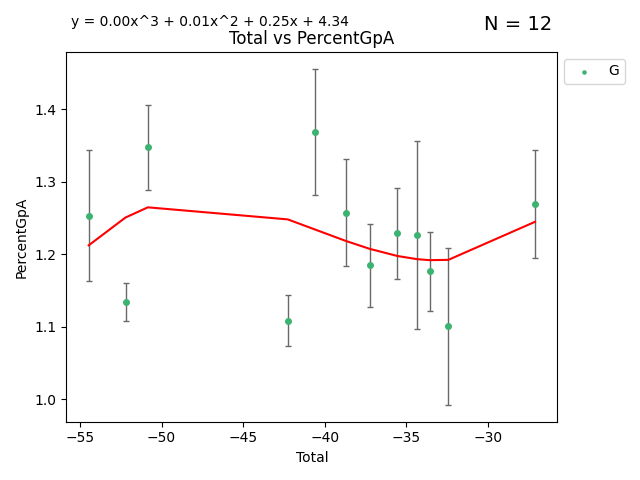 y = 0.00x^3 + 0.01x^2 + 0.25x + 4.34
N = 12
Total vs PercentGpA
G
PercentGpA
1.4
1.3
1.2
1.1
1.0
−55 −50 −45 −40 −35 −30
Total